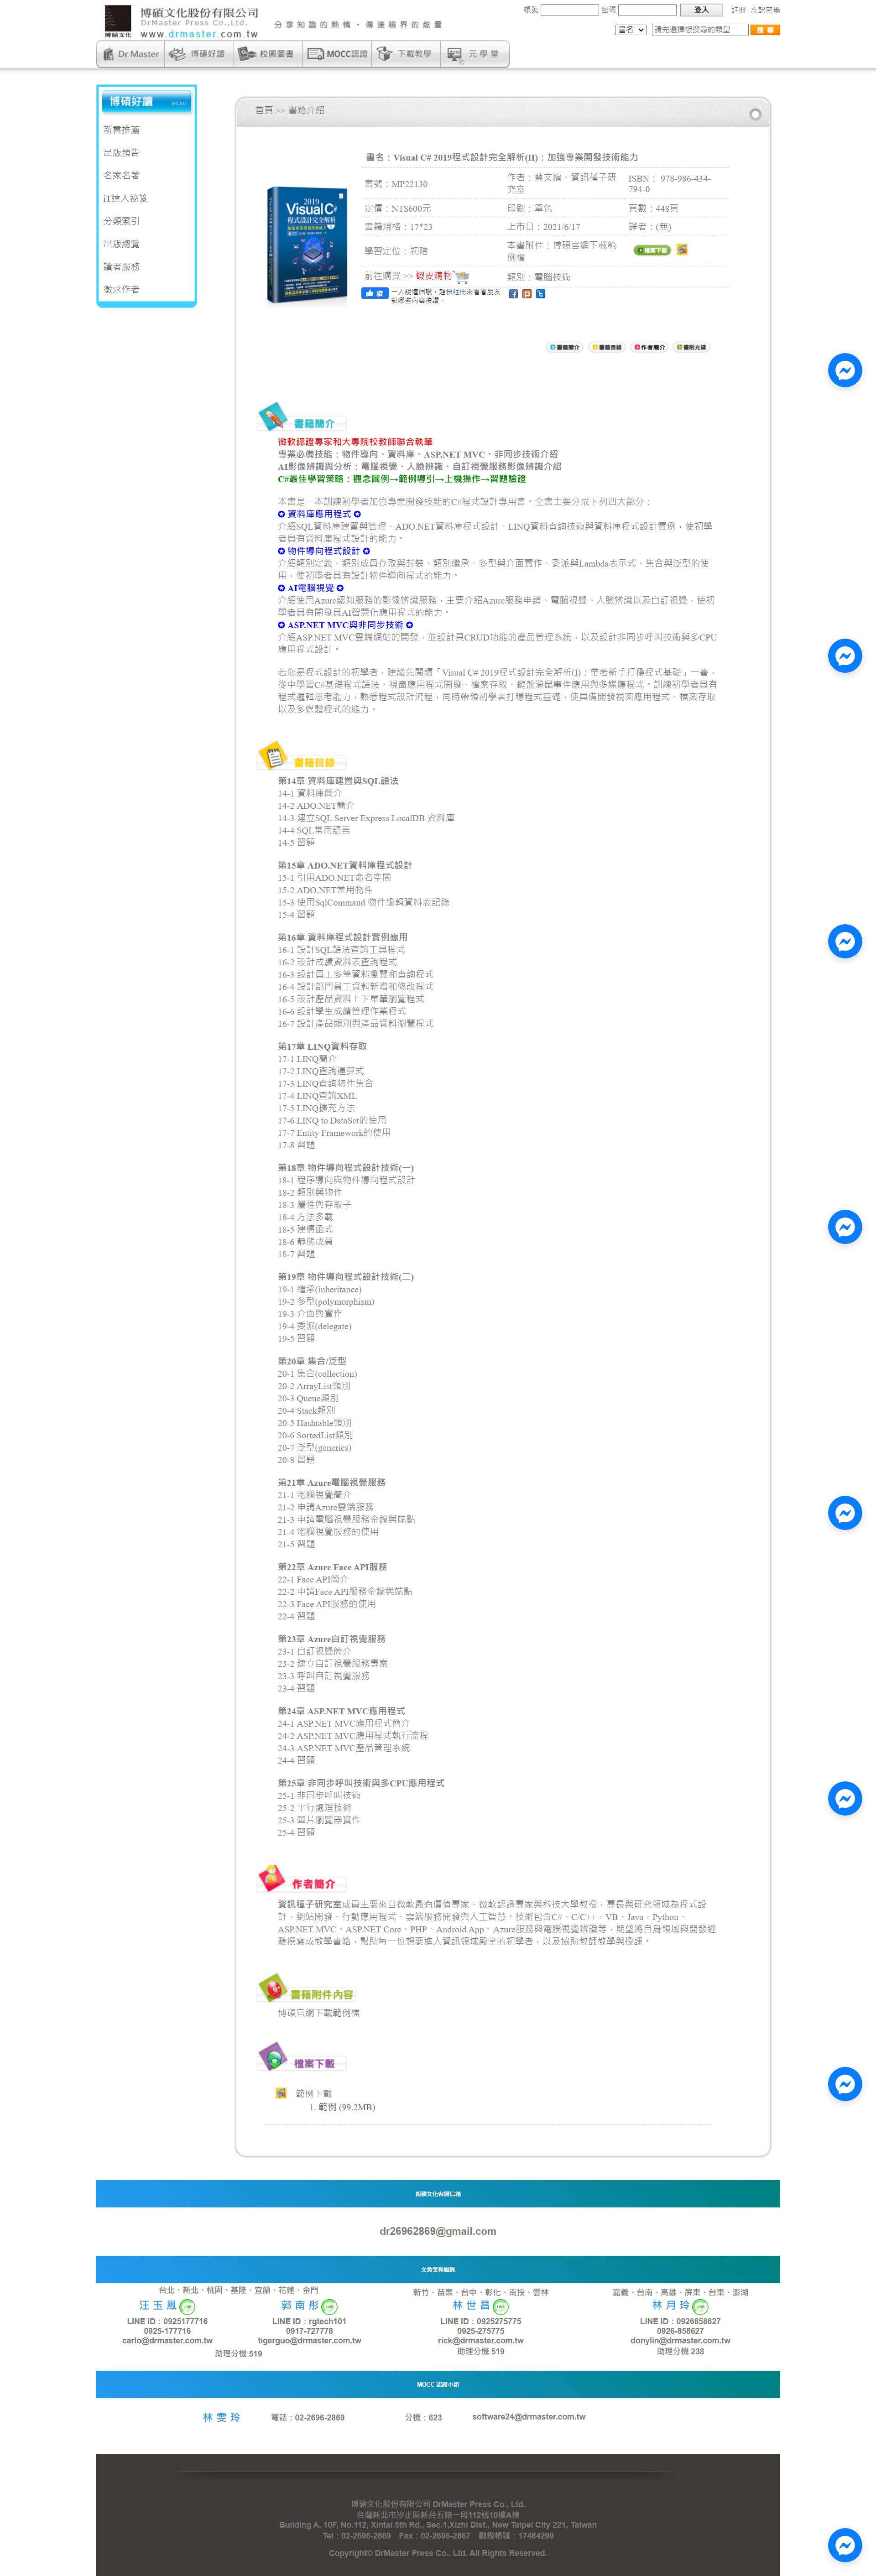 博碩文化股份有限公司
DrMaster Press Co., Ltd.
www.drmaster.com.tw
博碩文化
分享知識的熱情‧傳達視界的能量
帳號 密碼 登入 註冊 忘記密碼
書名 請先選擇想搜尋的類型 搜尋
Dr Master 博碩好讀 校園圖書 MOCC認證 下載教學 元學堂
博碩好讀 MENU
新書推薦
出版預告
名家名著
iT達人祕笈
分類索引
出版總覽
讀者服務
徵求作者
首頁 >> 書籍介紹
書名：Visual C# 2019程式設計完全解析(II)：加強專業開發技術能力
書號：MP22130
作者：蔡文龍、資訊種子研究室
ISBN： 978-986-434-794-0
定價：NT$600元
印刷：單色
頁數：448頁
書籍規格：17*23
上市日：2021/6/17
譯者：(無)
學習定位：初階
本書附件：博碩官網下載範例檔
檔案下載
前往購買 >> 蝦皮購物
類別：電腦技術
讚
一人說這個讚。趕快註冊來看看朋友對哪些內容按讚。
2019
Visual C#
程式設計完全解析
書籍簡介 書籍目錄 作者簡介 書附光碟
書籍簡介
微軟認證專家和大專院校教師聯合執筆
專業必備技能：物件導向、資料庫、ASP.NET MVC、非同步技術介紹
AI影像辨識與分析：電腦視覺、人臉辨識、自訂視覺服務影像辨識介紹
C#最佳學習策略：觀念圖例→範例導引→上機操作→習題驗證
本書是一本訓練初學者加強專業開發技能的C#程式設計專用書。全書主要分成下列四大部分：
✪ 資料庫應用程式 ✪
介紹SQL資料庫建置與管理、ADO.NET資料庫程式設計、LINQ資料查詢技術與資料庫程式設計實例，使初學
者具有資料庫程式設計的能力。
✪ 物件導向程式設計 ✪
介紹類別定義、類別成員存取與封裝、類別繼承、多型與介面實作、委派與Lambda表示式、集合與泛型的使
用，使初學者具有設計物件導向程式的能力。
✪ AI電腦視覺 ✪
介紹使用Azure認知服務的影像辨識服務，主要介紹Azure服務申請、電腦視覺、人臉辨識以及自訂視覺，使初
學者具有開發具AI智慧化應用程式的能力。
✪ ASP.NET MVC與非同步技術 ✪
介紹ASP.NET MVC雲端網站的開發，並設計具CRUD功能的產品管理系統，以及設計非同步呼叫技術與多CPU
應用程式設計。
若您是程式設計的初學者，建議先閱讀「Visual C# 2019程式設計完全解析(I)：帶著新手打穩程式基礎」一書，
從中學習C#基礎程式語法、視窗應用程式開發、檔案存取、鍵盤滑鼠事件應用與多媒體程式。訓練初學者具有
程式邏輯思考能力，熟悉程式設計流程，同時帶領初學者打穩程式基礎，使具備開發視窗應用程式、檔案存取
以及多媒體程式的能力。
書籍目錄
第14章 資料庫建置與SQL語法
14-1 資料庫簡介
14-2 ADO.NET簡介
14-3 建立SQL Server Express LocalDB 資料庫
14-4 SQL常用語言
14-5 習題
第15章 ADO.NET資料庫程式設計
15-1 引用ADO.NET命名空間
15-2 ADO.NET常用物件
15-3 使用SqlCommand 物件編輯資料表記錄
15-4 習題
第16章 資料庫程式設計實例應用
16-1 設計SQL語法查詢工具程式
16-2 設計成績資料表查詢程式
16-3 設計員工多筆資料瀏覽和查詢程式
16-4 設計部門員工資料新增和修改程式
16-5 設計產品資料上下單筆瀏覽程式
16-6 設計學生成績管理作業程式
16-7 設計產品類別與產品資料瀏覽程式
第17章 LINQ資料存取
17-1 LINQ簡介
17-2 LINQ查詢運算式
17-3 LINQ查詢物件集合
17-4 LINQ查詢XML
17-5 LINQ擴充方法
17-6 LINQ to DataSet的使用
17-7 Entity Framework的使用
17-8 習題
第18章 物件導向程式設計技術(一)
18-1 程序導向與物件導向程式設計
18-2 類別與物件
18-3 屬性與存取子
18-4 方法多載
18-5 建構函式
18-6 靜態成員
18-7 習題
第19章 物件導向程式設計技術(二)
19-1 繼承(inheritance)
19-2 多型(polymorphism)
19-3 介面與實作
19-4 委派(delegate)
19-5 習題
第20章 集合/泛型
20-1 集合(collection)
20-2 ArrayList類別
20-3 Queue類別
20-4 Stack類別
20-5 Hashtable類別
20-6 SortedList類別
20-7 泛型(generics)
20-8 習題
第21章 Azure電腦視覺服務
21-1 電腦視覺簡介
21-2 申請Azure雲端服務
21-3 申請電腦視覺服務金鑰與端點
21-4 電腦視覺服務的使用
21-5 習題
第22章 Azure Face API服務
22-1 Face API簡介
22-2 申請Face API服務金鑰與端點
22-3 Face API服務的使用
22-4 習題
第23章 Azure自訂視覺服務
23-1 自訂視覺簡介
23-2 建立自訂視覺服務專案
23-3 呼叫自訂視覺服務
23-4 習題
第24章 ASP.NET MVC應用程式
24-1 ASP.NET MVC應用程式簡介
24-2 ASP.NET MVC應用程式執行流程
24-3 ASP.NET MVC產品管理系統
24-4 習題
第25章 非同步呼叫技術與多CPU應用程式
25-1 非同步呼叫技術
25-2 平行處理技術
25-3 圖片瀏覽器實作
25-4 習題
作者簡介
資訊種子研究室成員主要來自微軟最有價值專家、微軟認證專家與科技大學教授，專長與研究領域為程式設
計、網站開發、行動應用程式、雲端服務開發與人工智慧。技術包含C#、C/C++、VB、Java、Python、
ASP.NET MVC、ASP.NET Core、PHP、Android App、Azure服務與電腦視覺辨識等，期望將自身領域與開發經
驗撰寫成教學書籍，幫助每一位想要進入資訊領域殿堂的初學者，以及協助教師教學與授課。
書籍附件內容
博碩官網下載範例檔
檔案下載
範例下載
1. 範例 (99.2MB)
博碩文化客服信箱
dr26962869@gmail.com
文教業務團隊
台北、新北、桃園、基隆、宜蘭、花蓮、金門
汪玉鳳
LINE ID：0925177716
0925-177716
carlo@drmaster.com.tw
郭南彤
LINE ID：rgtech101
0917-727778
tigerguo@drmaster.com.tw
助理分機 519
新竹、苗栗、台中、彰化、南投、雲林
林世昌
LINE ID：0925275775
0925-275775
rick@drmaster.com.tw
助理分機 519
嘉義、台南、高雄、屏東、台東、澎湖
林月玲
LINE ID：0926858627
0926-858627
donylin@drmaster.com.tw
助理分機 238
MOCC 認證小組
林雯玲 電話：02-2696-2869 分機：623 software24@drmaster.com.tw
博碩文化股份有限公司 DrMaster Press Co., Ltd.
台灣新北市汐止區新台五路一段112號10樓A棟
Building A, 10F, No.112, Xintai 5th Rd., Sec.1,Xizhi Dist., New Taipei City 221, Taiwan
Tel：02-2696-2869 Fax：02-2696-2867 劃撥帳號：17484299
Copyright© DrMaster Press Co., Ltd. All Rights Reserved.